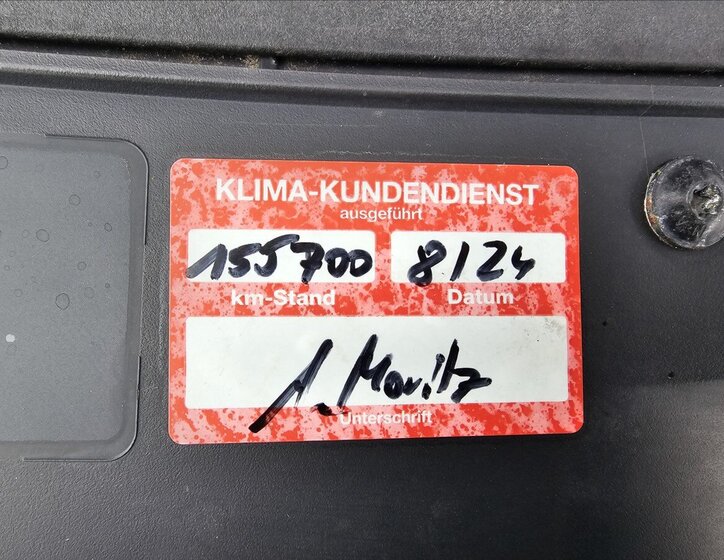 KLIMA-KUNDENDIENST
ausgeführt
155700 8/24
km-Stand Datum
A. Moritz
Unterschrift